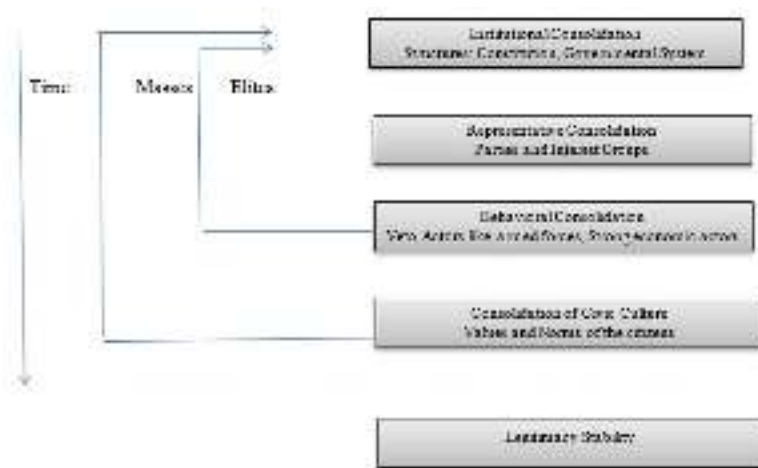 Institutional Consolidation
Structures: Constitution, Governmental System
Time
Masses
Elites
Representative Consolidation
Parties and Interest Groups
Behavioral Consolidation
Veto Actors like armed forces, Strong economic actors
Consolidation of Civic Culture
Values and Norms of the citizens
Legitimacy Stability